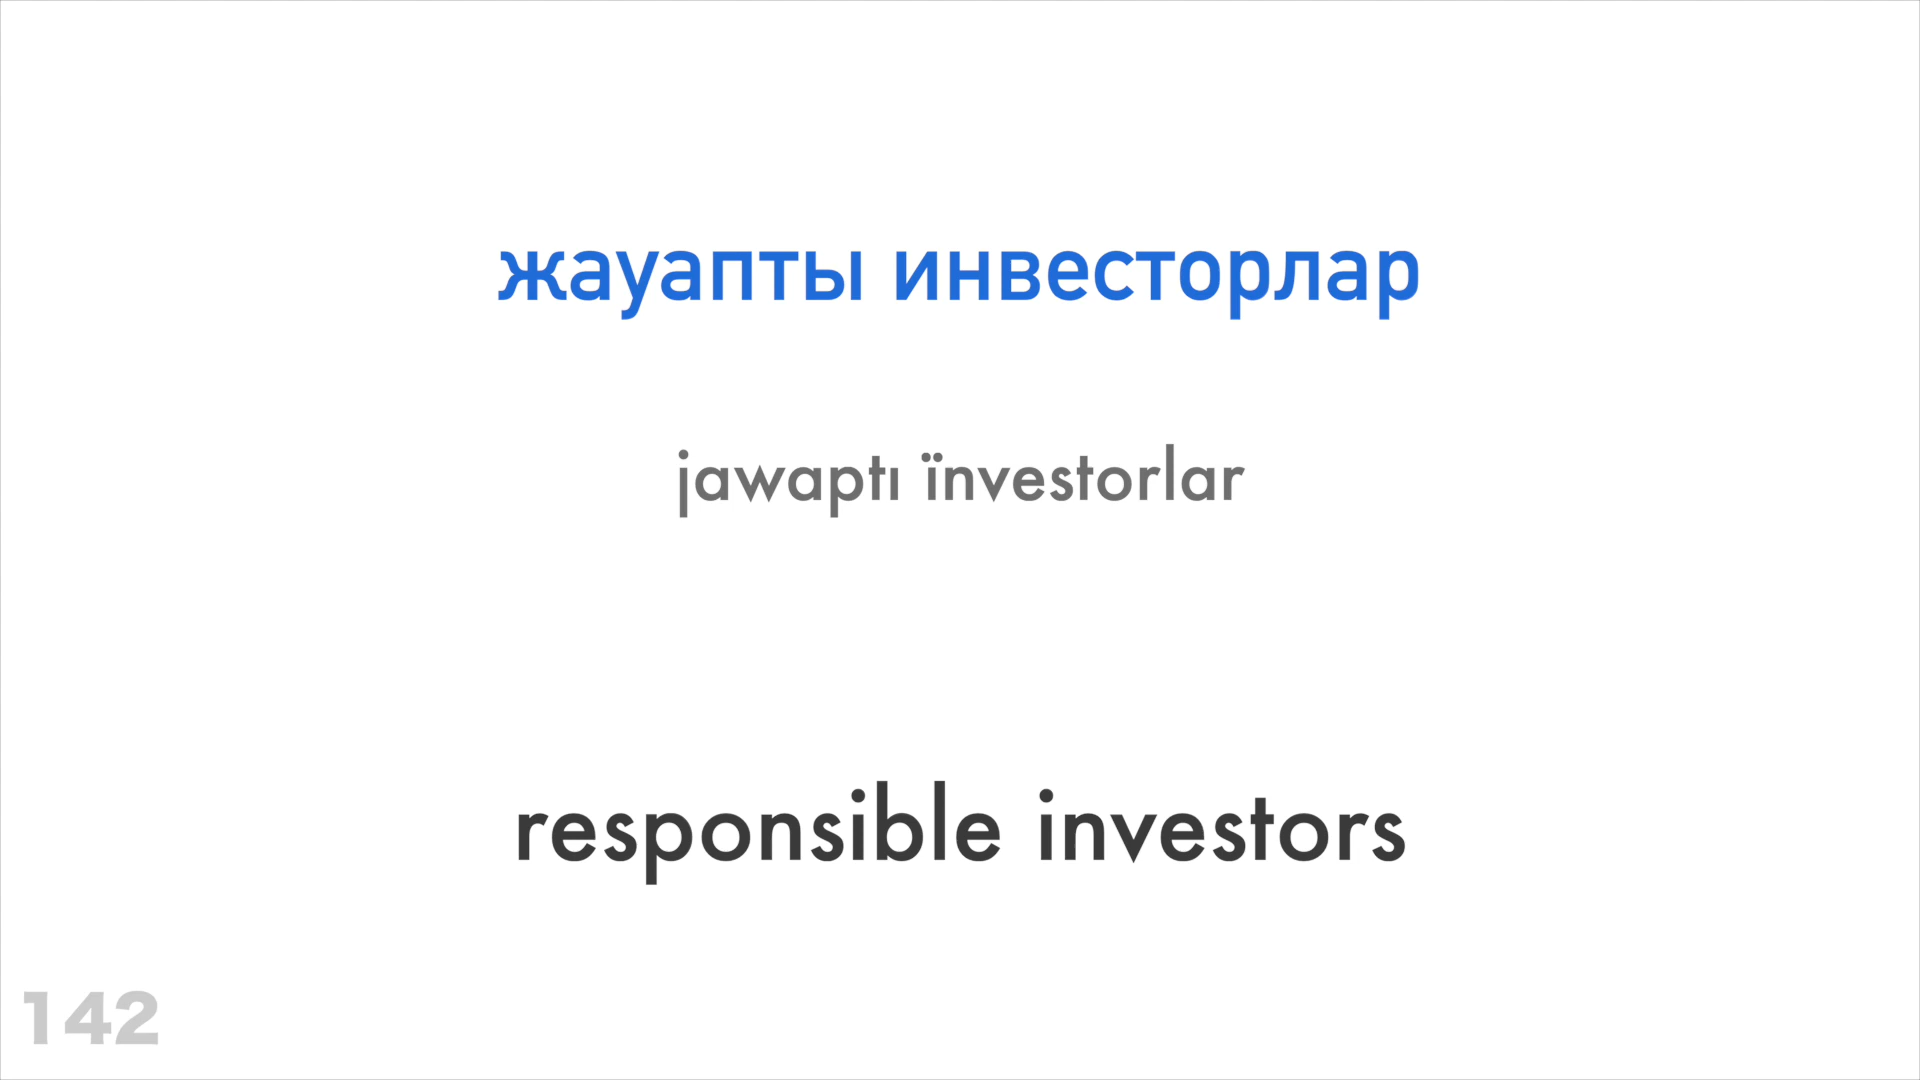 жауапты инвесторлар
jawaptı ïnvestorlar
responsible investors
142